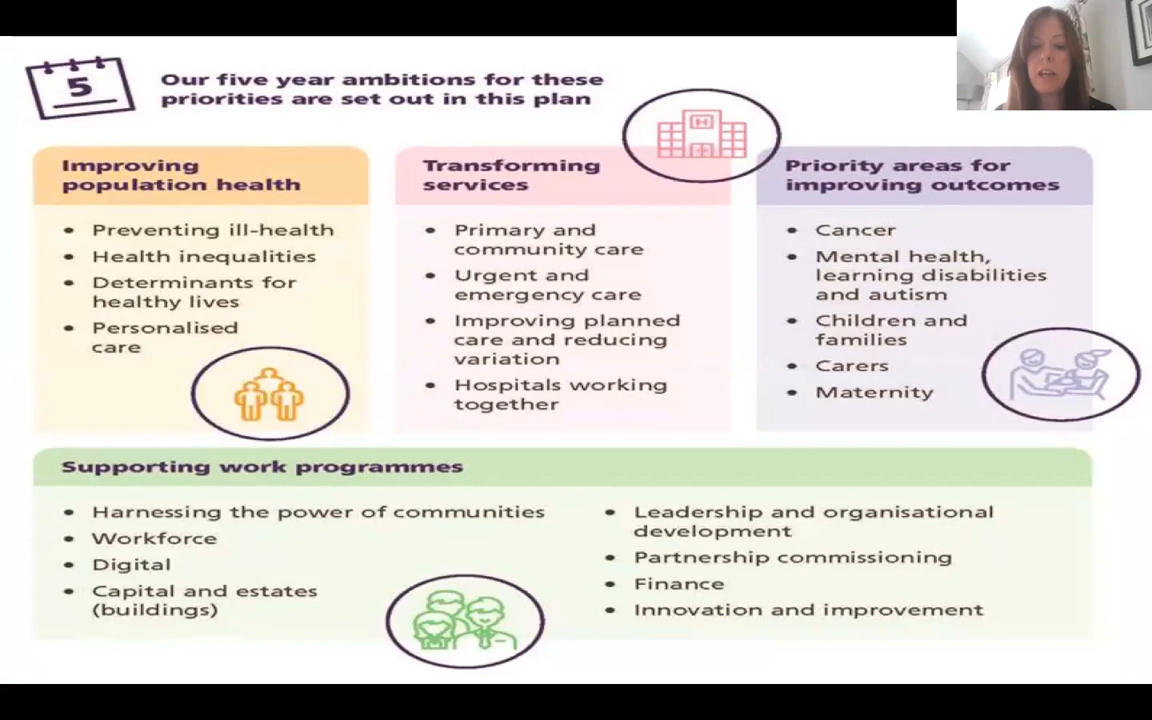 5
Our five year ambitions for these
priorities are set out in this plan
Improving
population health
• Preventing ill-health
• Health inequalities
• Determinants for
healthy lives
• Personalised
care
Transforming
services
• Primary and
community care
• Urgent and
emergency care
• Improving planned
care and reducing
variation
• Hospitals working
together
H
Priority areas for
improving outcomes
• Cancer
• Mental health,
learning disabilities
and autism
• Children and
families
• Carers
• Maternity
Supporting work programmes
• Harnessing the power of communities
• Workforce
• Digital
• Capital and estates
(buildings)
• Leadership and organisational
development
• Partnership commissioning
• Finance
• Innovation and improvement